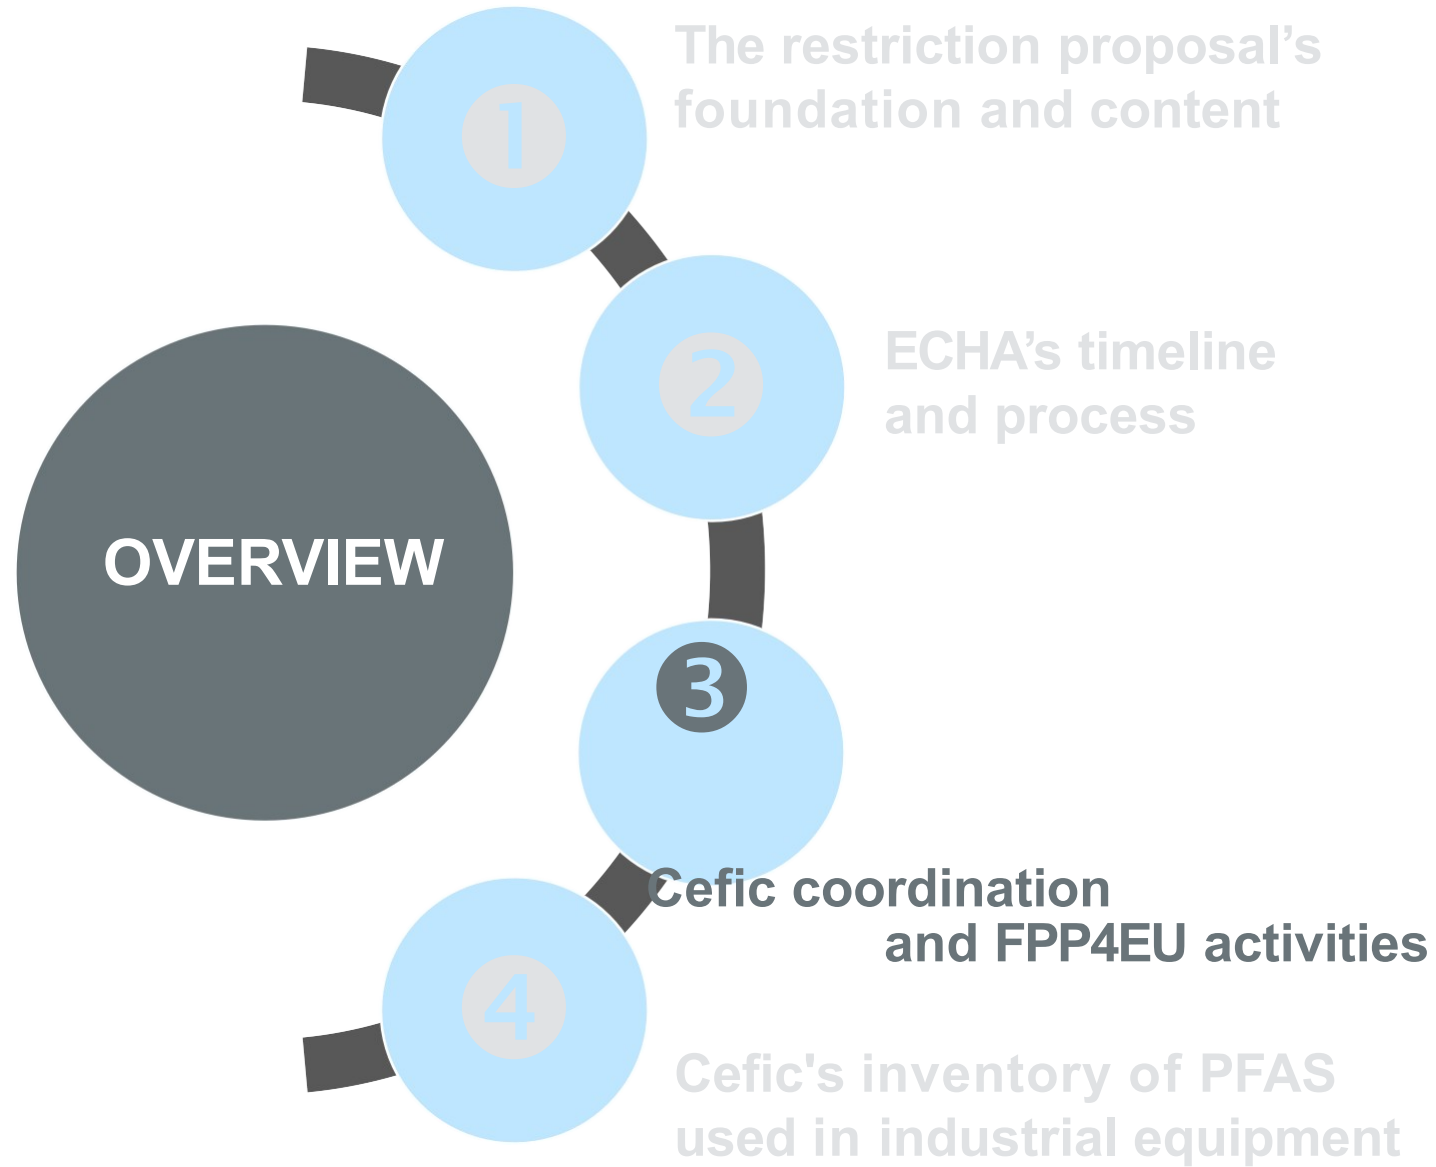 1
The restriction proposal’s
foundation and content
2
ECHA’s timeline
and process
OVERVIEW
3
Cefic coordination
and FPP4EU activities
4
Cefic's inventory of PFAS
used in industrial equipment